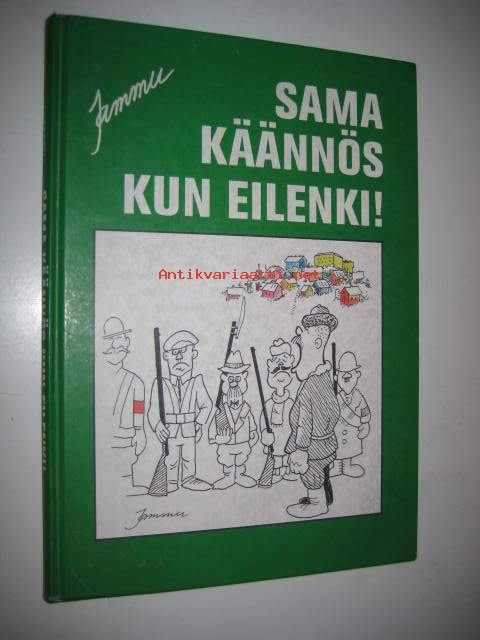 Jammu
SAMA
KÄÄNNÖS
KUN EILENKI!
Antikvariaatti.net
Jammu
SAMA KÄÄNNÖS KUN EILENKI!